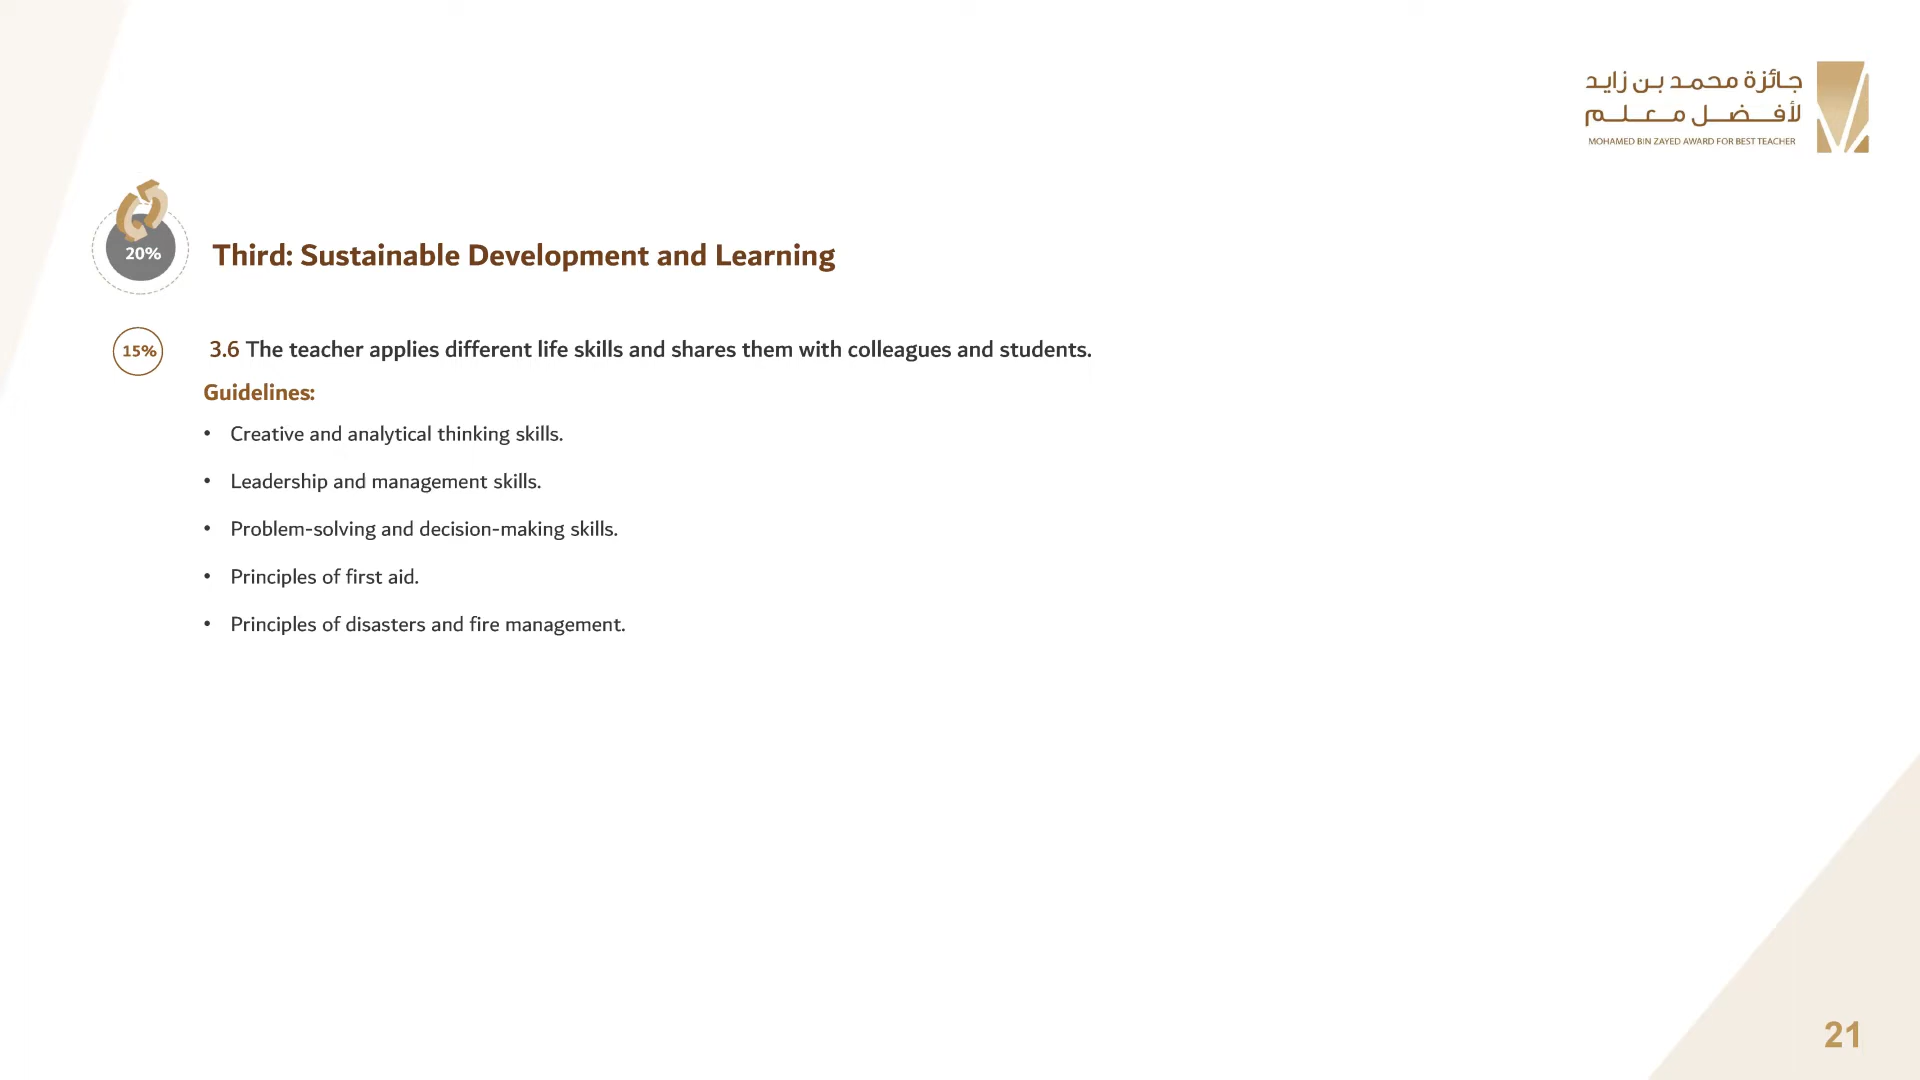 جائزة محمد بن زايد
لأفضل معلم
MOHAMED BIN ZAYED AWARD FOR BEST TEACHER
20%
Third: Sustainable Development and Learning
15%
3.6 The teacher applies different life skills and shares them with colleagues and students.
Guidelines:
• Creative and analytical thinking skills.
• Leadership and management skills.
• Problem-solving and decision-making skills.
• Principles of first aid.
• Principles of disasters and fire management.
21